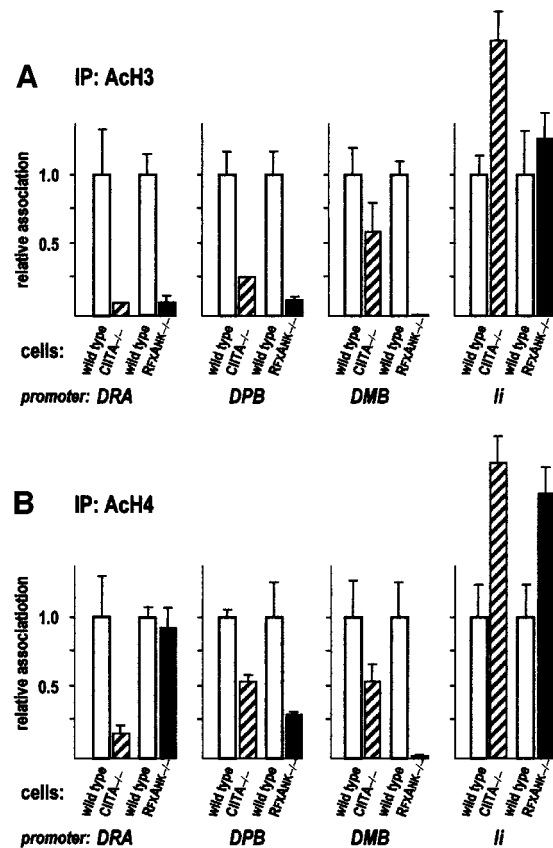 A IP: AcH3
relative association
1.0
0.5
cells: wild type CIITA–/– wild type RFXANK–/– wild type CIITA–/– wild type RFXANK–/– wild type CIITA–/– wild type RFXANK–/– wild type CIITA–/– wild type RFXANK–/–
promoter: DRA DPB DMB Ii
B IP: AcH4
relative associatiotion
1.0
0.5
cells: wild type CIITA–/– wild type RFXANK–/– wild type CIITA–/– wild type RFXANK–/– wild type CIITA–/– wild type RFXANK–/– wild type CIITA–/– wild type RFXANK–/–
promoter: DRA DPB DMB Ii